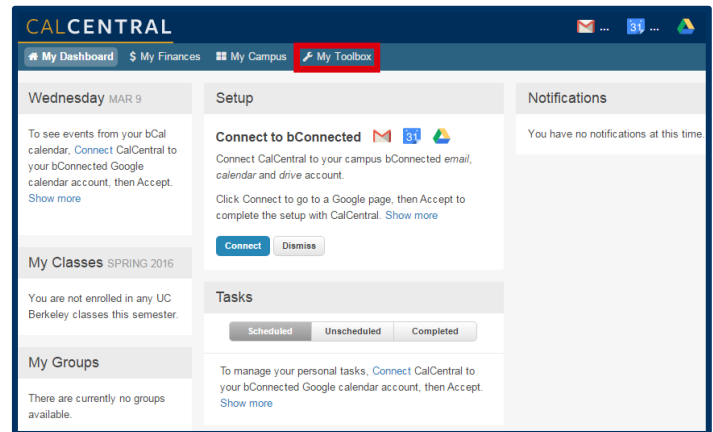 CALCENTRAL
... 31 ...
My Dashboard $ My Finances My Campus My Toolbox
Wednesday MAR 9
To see events from your bCal
calendar, Connect CalCentral to
your bConnected Google
calendar account, then Accept.
Show more
My Classes SPRING 2016
You are not enrolled in any UC
Berkeley classes this semester.
My Groups
There are currently no groups
available.
Setup
Connect to bConnected 31
Connect CalCentral to your campus bConnected email,
calendar and drive account.
Click Connect to go to a Google page, then Accept to
complete the setup with CalCentral. Show more
Connect Dismiss
Tasks
Scheduled Unscheduled Completed
To manage your personal tasks, Connect CalCentral to
your bConnected Google calendar account, then Accept.
Show more
Notifications
You have no notifications at this time.